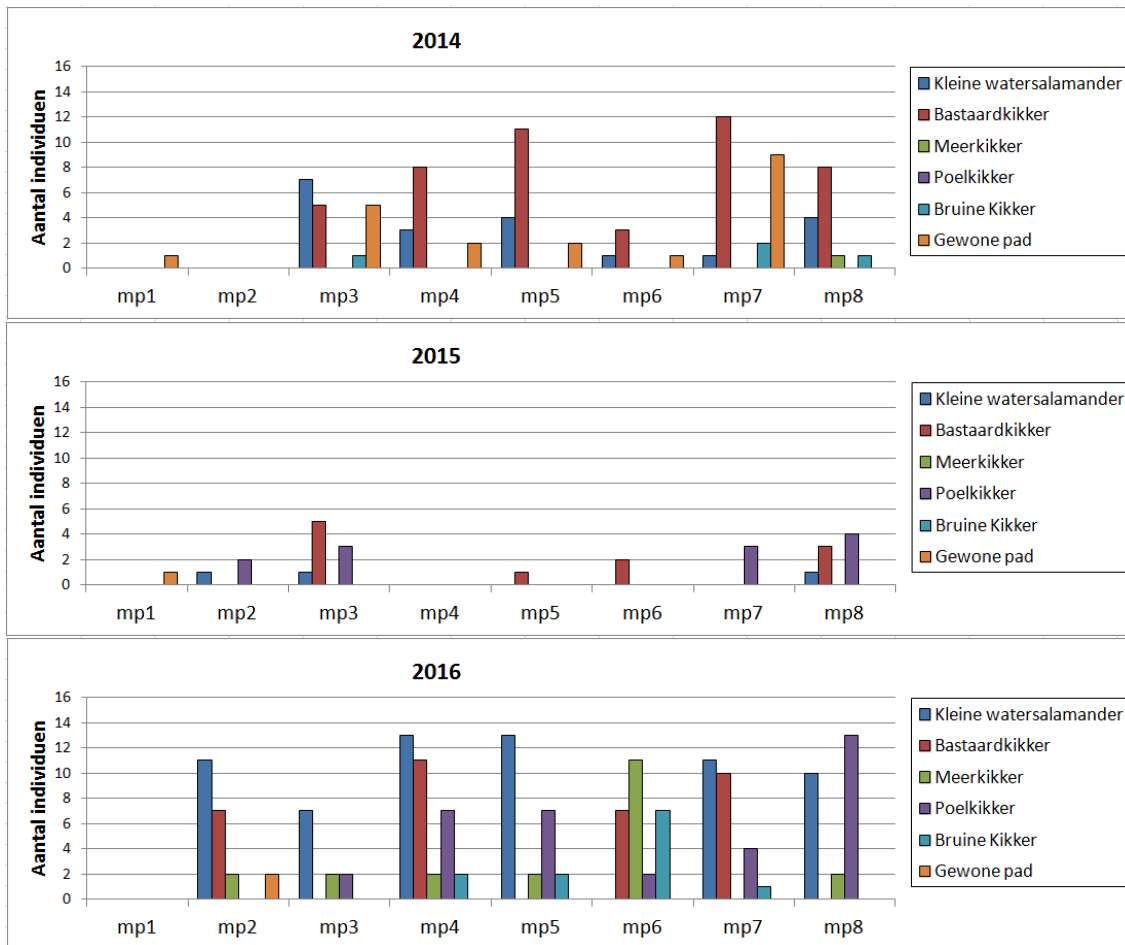 2014
Aantal individuen
16
14
12
10
8
6
4
2
0
mp1 mp2 mp3 mp4 mp5 mp6 mp7 mp8
Kleine watersalamander
Bastaardkikker
Meerkikker
Poelkikker
Bruine Kikker
Gewone pad
2015
Aantal individuen
16
14
12
10
8
6
4
2
0
mp1 mp2 mp3 mp4 mp5 mp6 mp7 mp8
Kleine watersalamander
Bastaardkikker
Meerkikker
Poelkikker
Bruine Kikker
Gewone pad
2016
Aantal individuen
16
14
12
10
8
6
4
2
0
mp1 mp2 mp3 mp4 mp5 mp6 mp7 mp8
Kleine watersalamander
Bastaardkikker
Meerkikker
Poelkikker
Bruine Kikker
Gewone pad